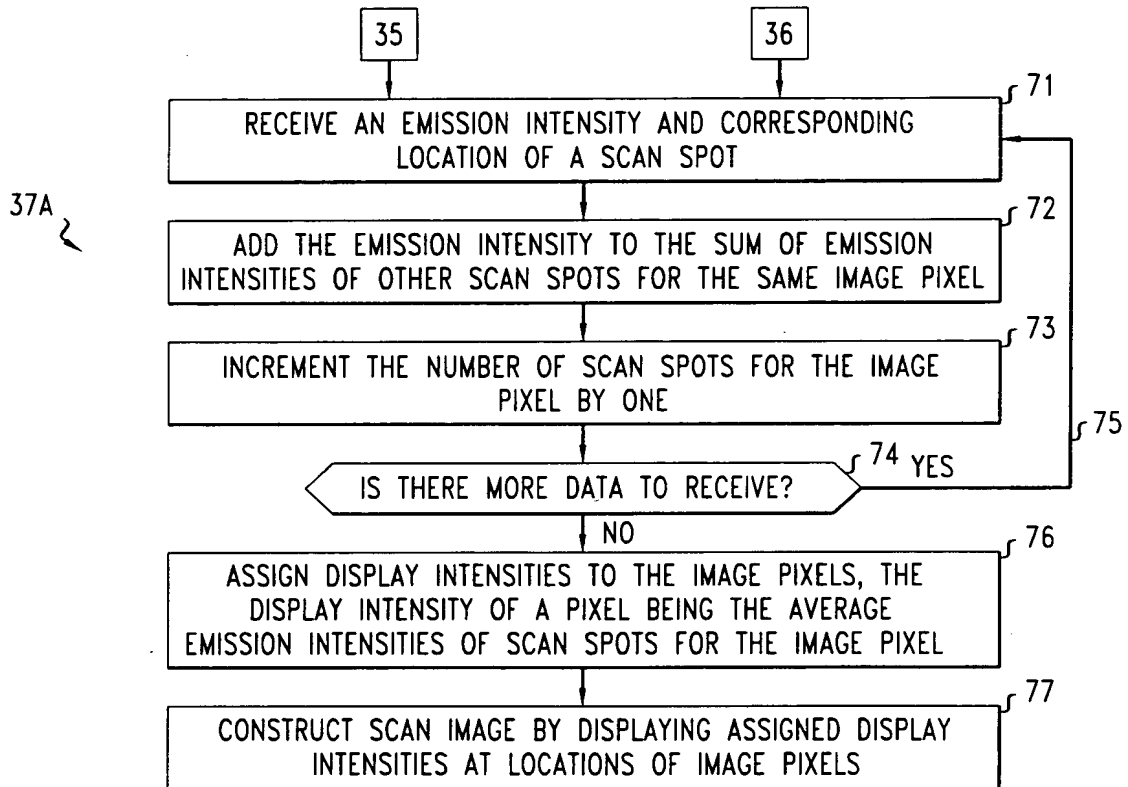 35
36
71
RECEIVE AN EMISSION INTENSITY AND CORRESPONDING
LOCATION OF A SCAN SPOT
37A
72
ADD THE EMISSION INTENSITY TO THE SUM OF EMISSION
INTENSITIES OF OTHER SCAN SPOTS FOR THE SAME IMAGE PIXEL
73
INCREMENT THE NUMBER OF SCAN SPOTS FOR THE IMAGE
PIXEL BY ONE
75
74 YES
IS THERE MORE DATA TO RECEIVE?
NO
76
ASSIGN DISPLAY INTENSITIES TO THE IMAGE PIXELS, THE
DISPLAY INTENSITY OF A PIXEL BEING THE AVERAGE
EMISSION INTENSITIES OF SCAN SPOTS FOR THE IMAGE PIXEL
77
CONSTRUCT SCAN IMAGE BY DISPLAYING ASSIGNED DISPLAY
INTENSITIES AT LOCATIONS OF IMAGE PIXELS